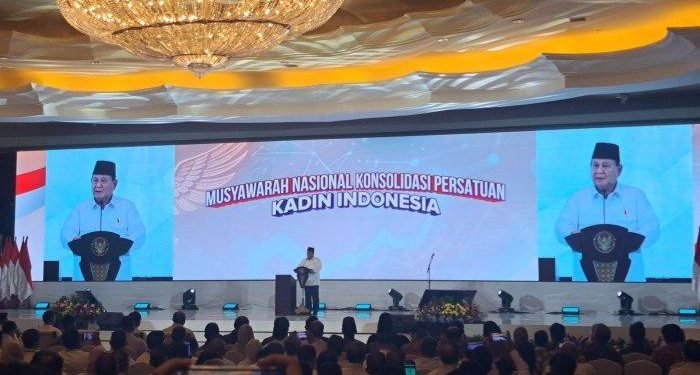 MUSYAWARAH NASIONAL KONSOLIDASI PERSATUAN
KADIN INDONESIA